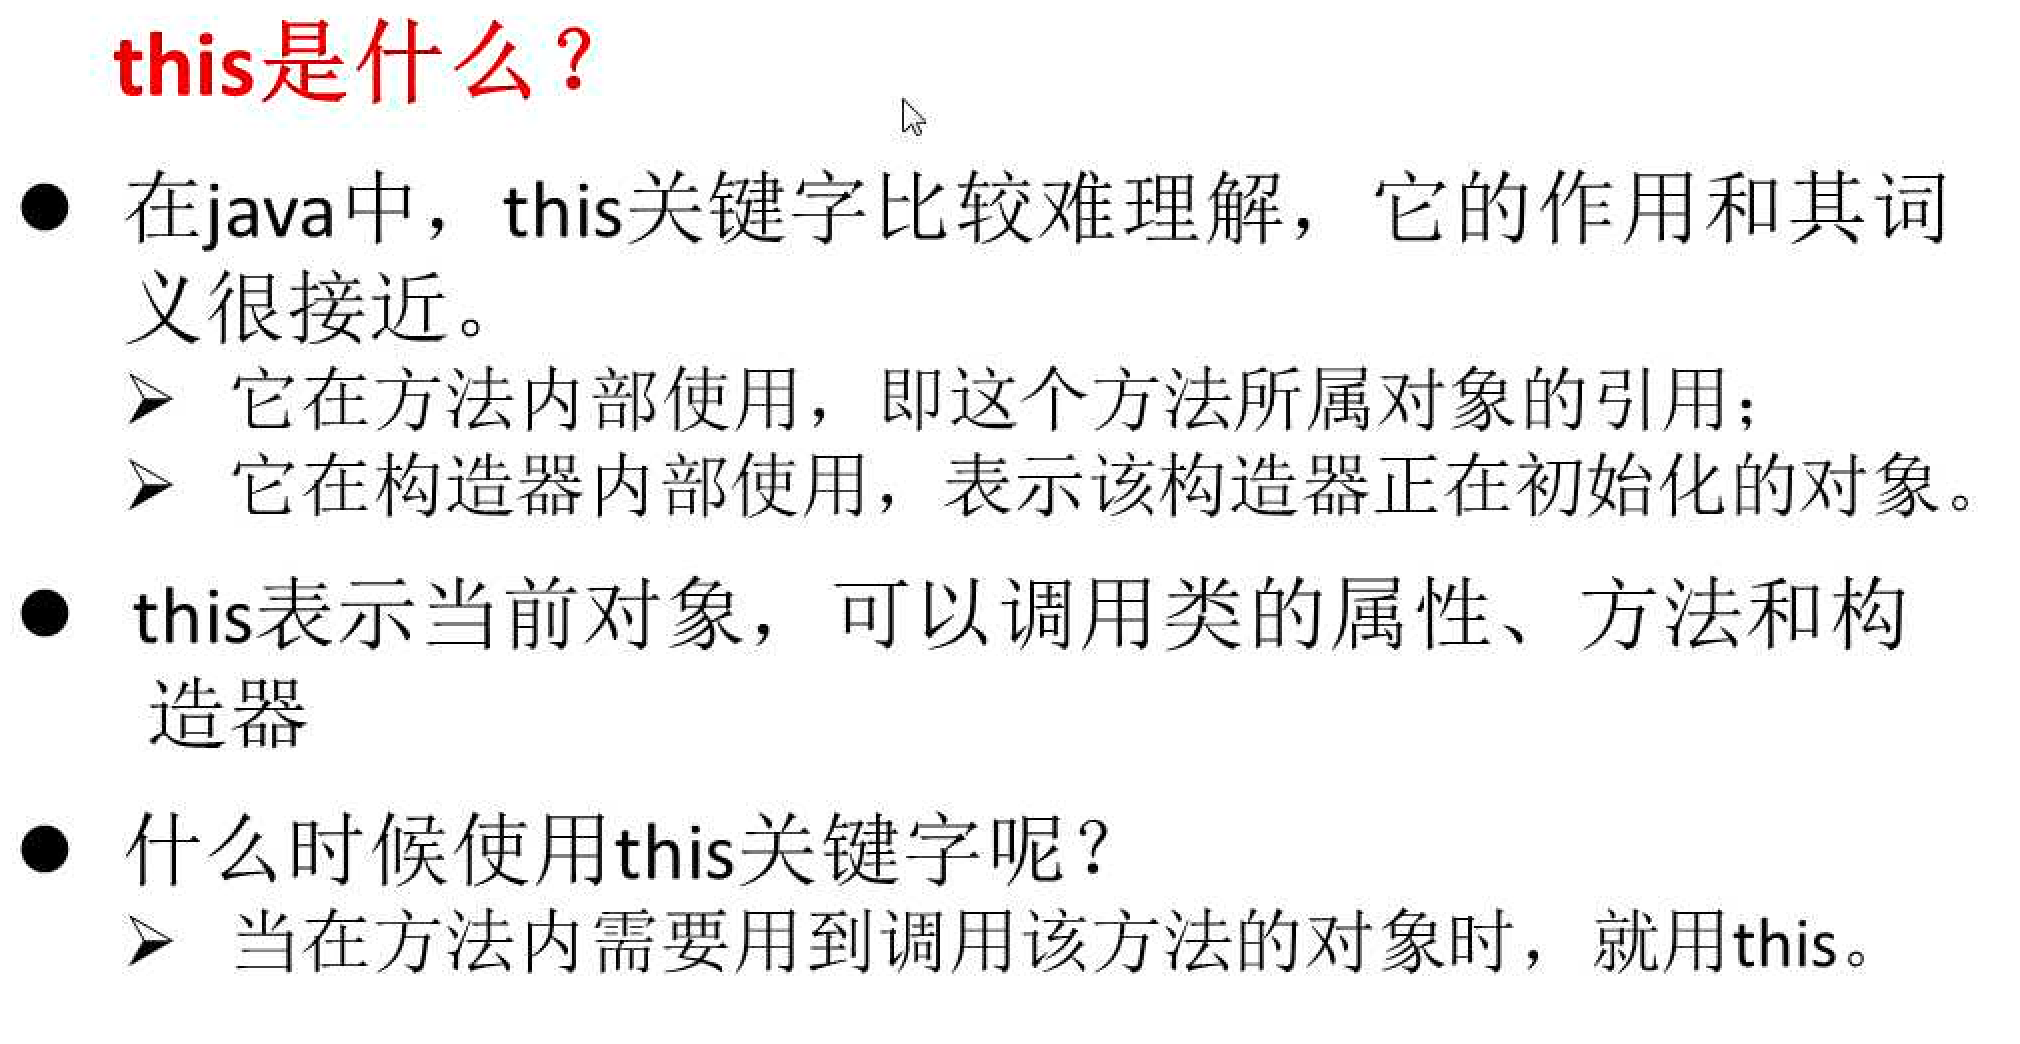 this是什么？
● 在java中，this关键字比较难理解，它的作用和其词
义很接近。
➢ 它在方法内部使用，即这个方法所属对象的引用；
➢ 它在构造器内部使用，表示该构造器正在初始化的对象。
● this表示当前对象，可以调用类的属性、方法和构
造器
● 什么时候使用this关键字呢？
➢ 当在方法内需要用到调用该方法的对象时，就用this。